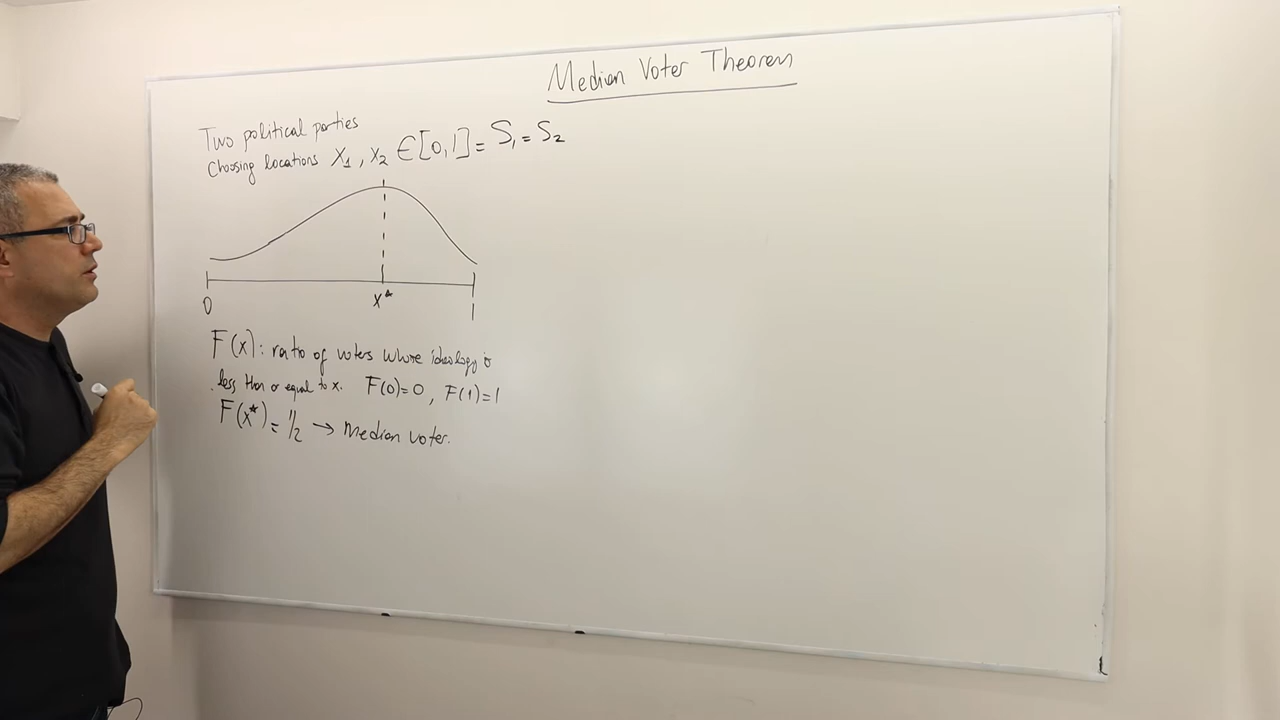 Median Voter Theorem
Two political parties
Choosing locations X₁, X₂ ∈ [0,1] = S₁ = S₂
0 x* 1
F(x): ratio of voters whose ideology is
less than or equal to x. F(0)=0, F(1)=1
F(x*) = 1/2 → Median voter.